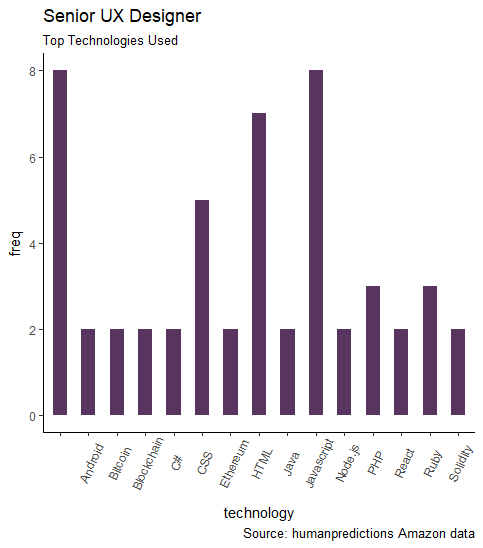 Senior UX Designer
Top Technologies Used
8
6
4
2
0
freq
Android
Bitcoin
Blockchain
C#
CSS
Ethereum
HTML
Java
Javascript
Node.js
PHP
React
Ruby
Solidity
technology
Source: humanpredictions Amazon data